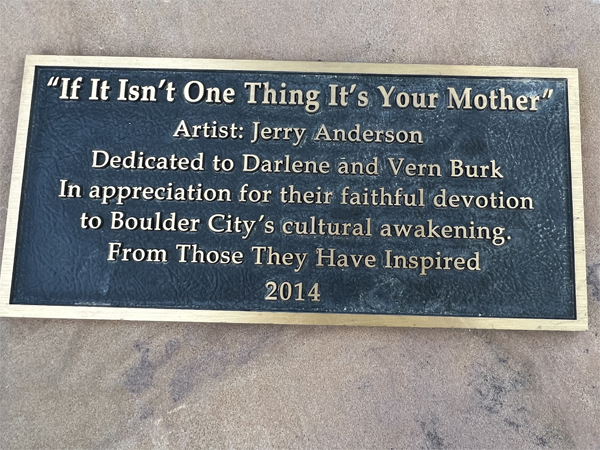 “If It Isn’t One Thing It’s Your Mother”
Artist: Jerry Anderson
Dedicated to Darlene and Vern Burk
In appreciation for their faithful devotion
to Boulder City’s cultural awakening.
From Those They Have Inspired
2014